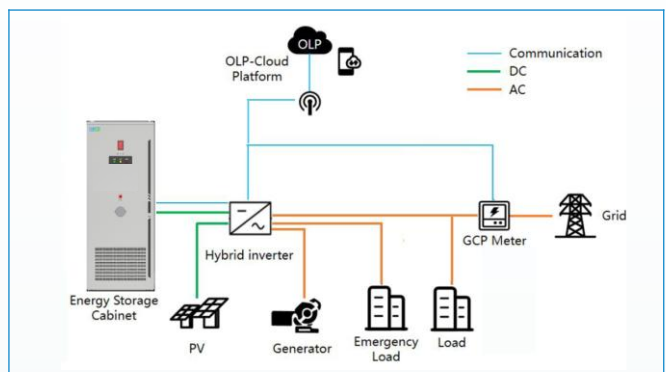 OLP
OLP-Cloud
Platform
Communication
DC
AC
Grid
GCP Meter
Hybrid inverter
Energy Storage
Cabinet
PV
Generator
Emergency
Load
Load